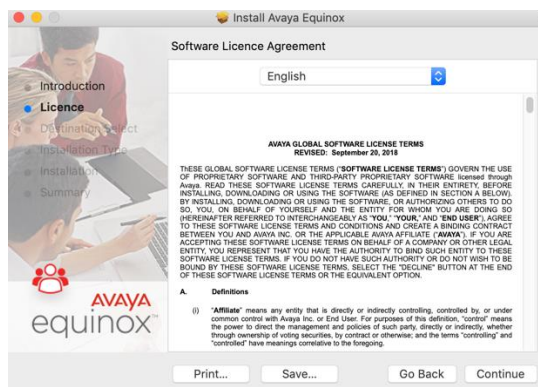 Install Avaya Equinox
Software Licence Agreement
English
Introduction
Licence
Destination Select
Installation Type
Installation
Summary
AVAYA
equinox™
AVAYA GLOBAL SOFTWARE LICENSE TERMS
REVISED: September 20, 2018
THESE GLOBAL SOFTWARE LICENSE TERMS ("SOFTWARE LICENSE TERMS") GOVERN THE USE
OF PROPRIETARY SOFTWARE AND THIRD-PARTY PROPRIETARY SOFTWARE licensed through
Avaya. READ THESE SOFTWARE LICENSE TERMS CAREFULLY, IN THEIR ENTIRETY, BEFORE
INSTALLING, DOWNLOADING OR USING THE SOFTWARE (AS DEFINED IN SECTION A BELOW).
BY INSTALLING, DOWNLOADING OR USING THE SOFTWARE, OR AUTHORIZING OTHERS TO DO
SO, YOU, ON BEHALF OF YOURSELF AND THE ENTITY FOR WHOM YOU ARE DOING SO
(HEREINAFTER REFERRED TO INTERCHANGEABLY AS "YOU," "YOUR," AND "END USER"), AGREE
TO THESE SOFTWARE LICENSE TERMS AND CONDITIONS AND CREATE A BINDING CONTRACT
BETWEEN YOU AND AVAYA INC. OR THE APPLICABLE AVAYA AFFILIATE ("AVAYA"). IF YOU ARE
ACCEPTING THESE SOFTWARE LICENSE TERMS ON BEHALF OF A COMPANY OR OTHER LEGAL
ENTITY, YOU REPRESENT THAT YOU HAVE THE AUTHORITY TO BIND SUCH ENTITY TO THESE
SOFTWARE LICENSE TERMS. IF YOU DO NOT HAVE SUCH AUTHORITY OR DO NOT WISH TO BE
BOUND BY THESE SOFTWARE LICENSE TERMS, SELECT THE "DECLINE" BUTTON AT THE END
OF THESE SOFTWARE LICENSE TERMS OR THE EQUIVALENT OPTION.
A. Definitions
(i) "Affiliate" means any entity that is directly or indirectly controlling, controlled by, or under
common control with Avaya Inc. or End User. For purposes of this definition, "control" means
the power to direct the management and policies of such party, directly or indirectly, whether
through ownership of voting securities, by contract or otherwise; and the terms "controlling" and
"controlled" have meanings correlative to the foregoing.
Print... Save... Go Back Continue